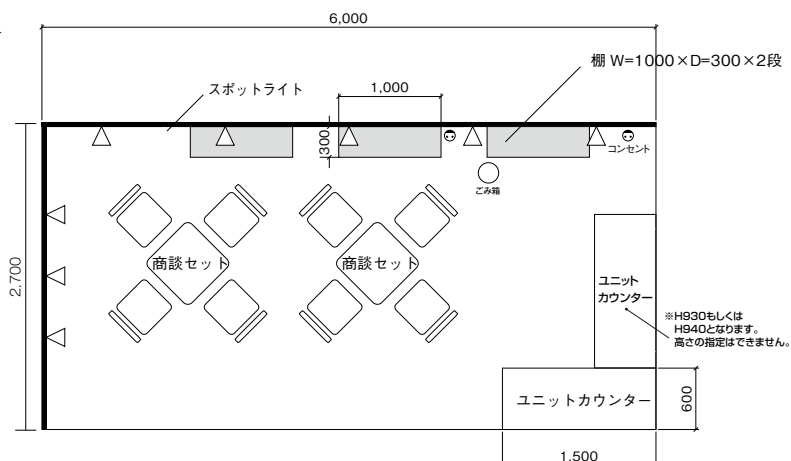 6,000
棚 W=1000×D=300×2段
スポットライト
1,000
300
コンセント
ごみ箱
2,700
商談セット
商談セット
ユニット
カウンター
※H930もしくは
H940となります。
高さの指定はできません。
ユニットカウンター
600
1,500